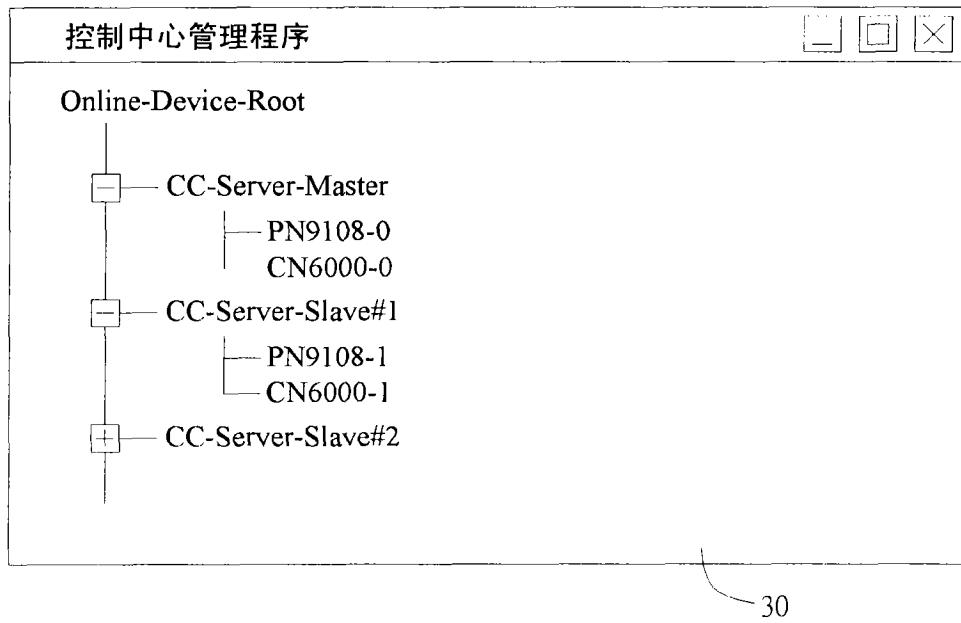 控制中心管理程序
Online-Device-Root
CC-Server-Master
PN9108-0
CN6000-0
CC-Server-Slave#1
PN9108-1
CN6000-1
CC-Server-Slave#2
30